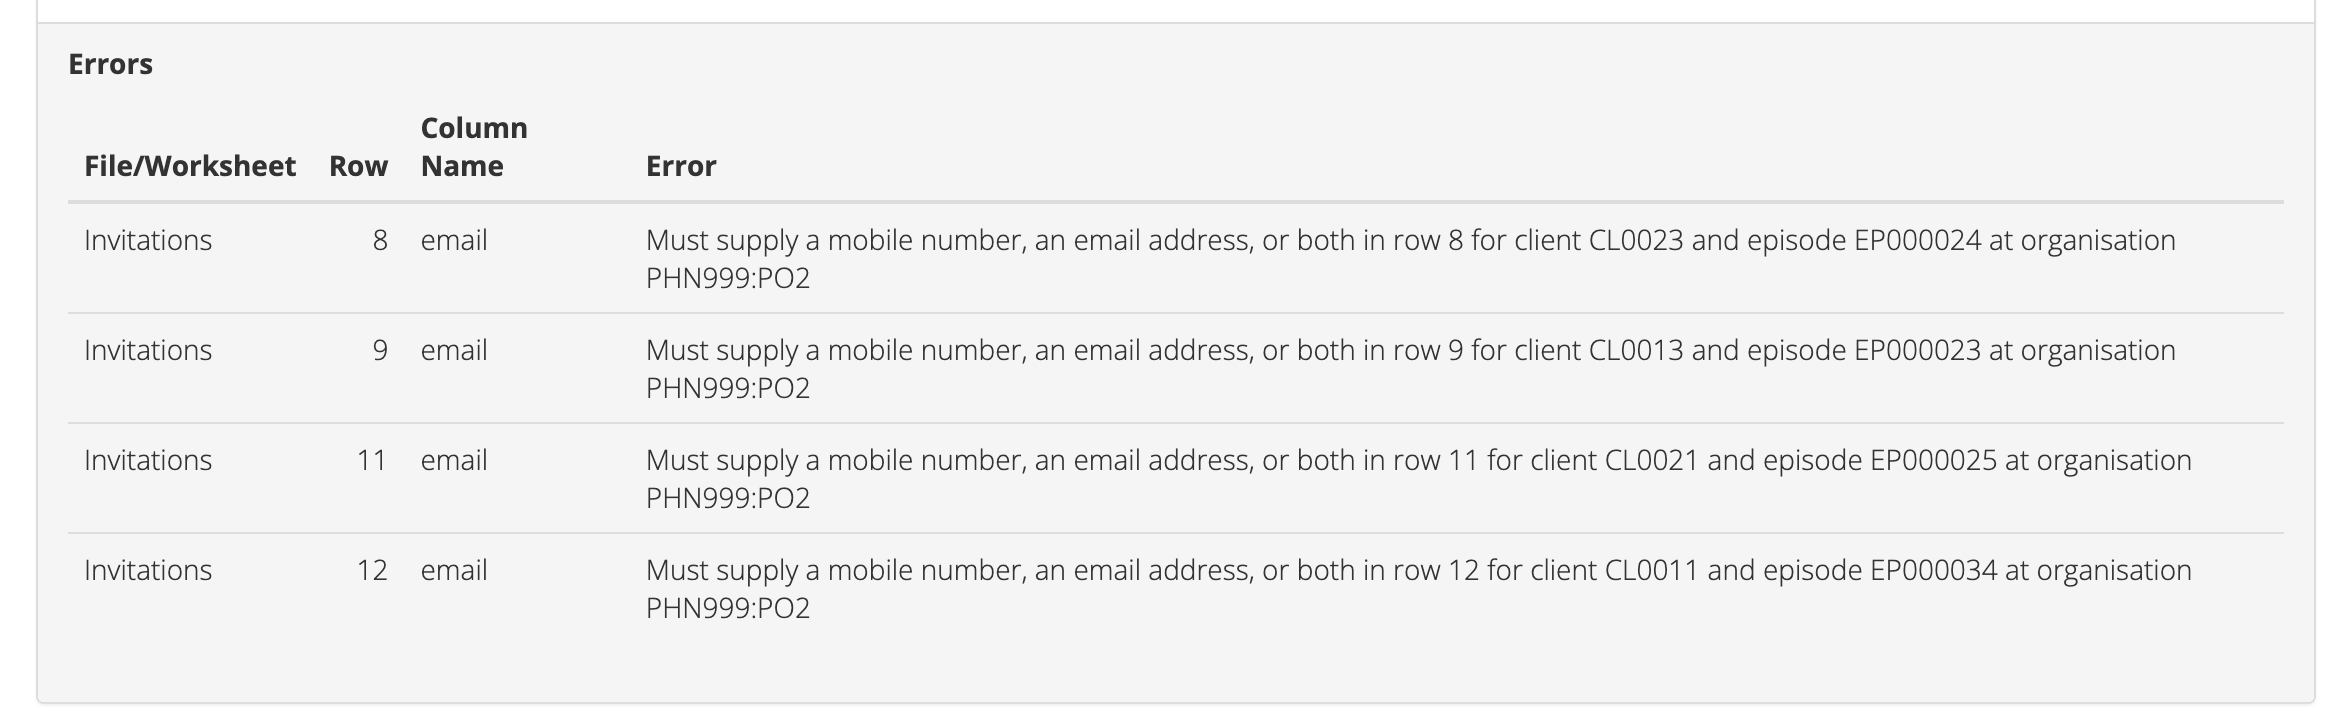 Errors
Column
File/Worksheet Row Name Error
Invitations 8 email Must supply a mobile number, an email address, or both in row 8 for client CL0023 and episode EP000024 at organisation
PHN999:PO2
Invitations 9 email Must supply a mobile number, an email address, or both in row 9 for client CL0013 and episode EP000023 at organisation
PHN999:PO2
Invitations 11 email Must supply a mobile number, an email address, or both in row 11 for client CL0021 and episode EP000025 at organisation
PHN999:PO2
Invitations 12 email Must supply a mobile number, an email address, or both in row 12 for client CL0011 and episode EP000034 at organisation
PHN999:PO2